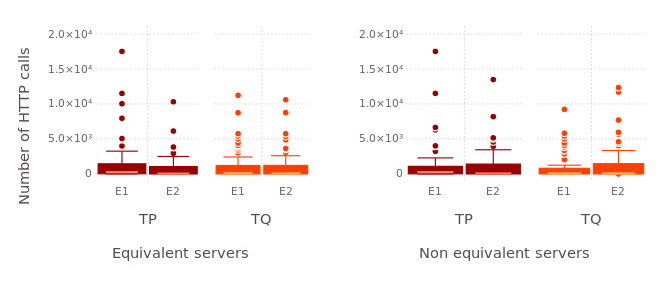 Number of HTTP calls
2.0×10⁴
1.5×10⁴
1.0×10⁴
5.0×10³
0
E1 E2 E1 E2
TP TQ
Equivalent servers
2.0×10⁴
1.5×10⁴
1.0×10⁴
5.0×10³
0
E1 E2 E1 E2
TP TQ
Non equivalent servers